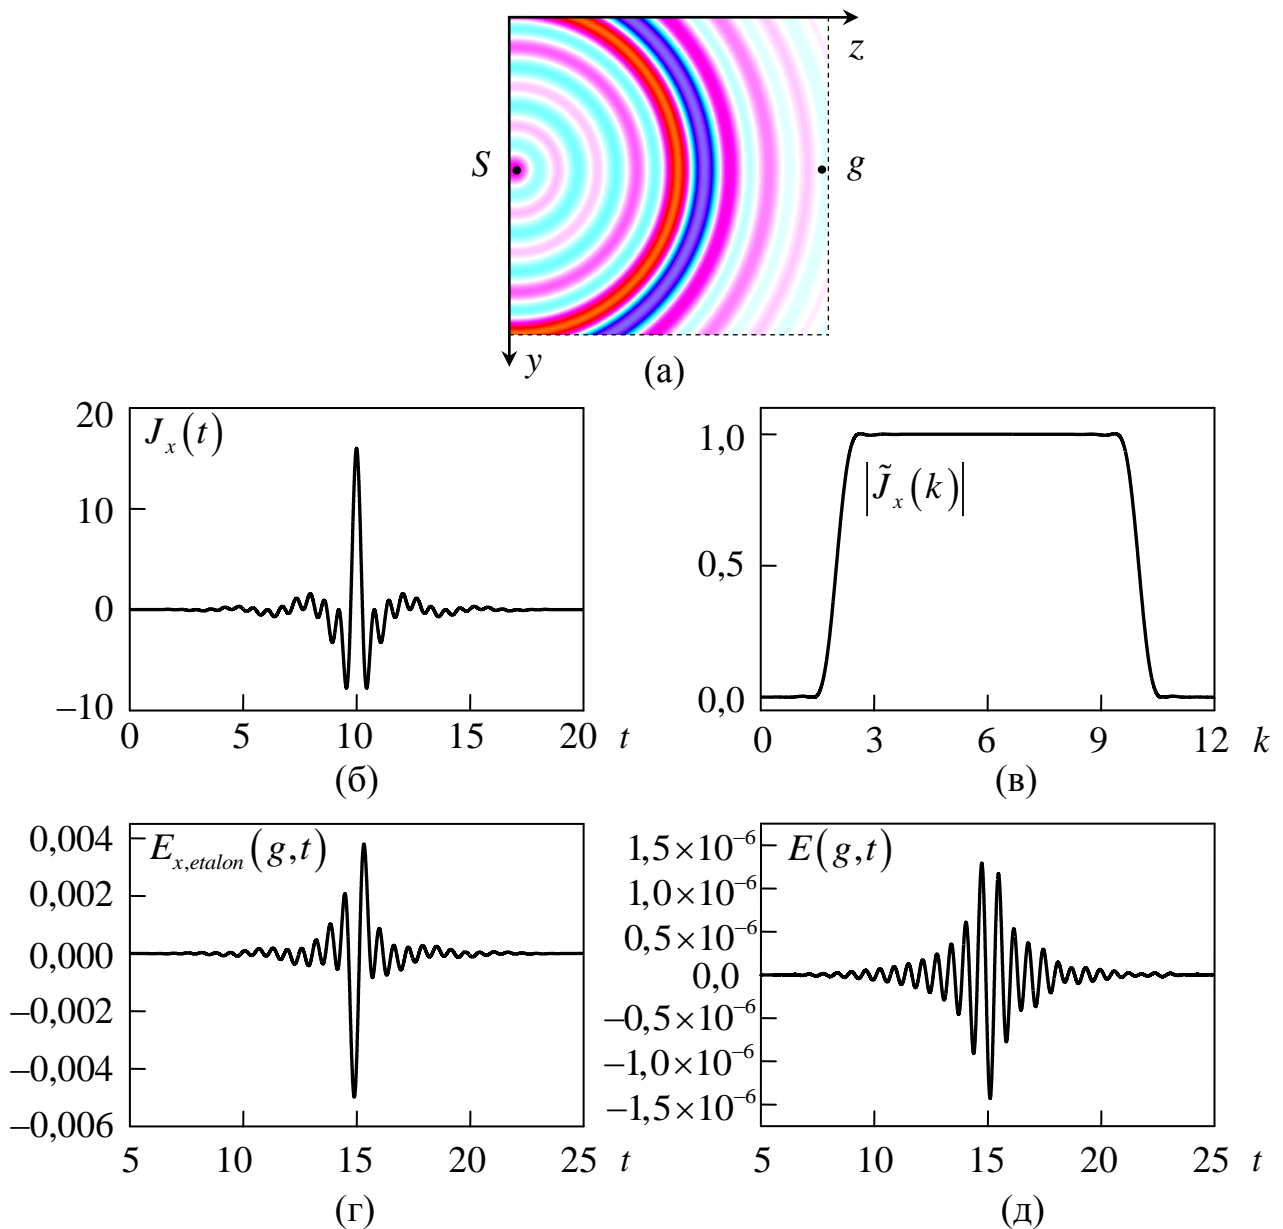 z
S
g
y
(а)
20
10
0
–10
J_x(t)
0 5 10 15 20 t
(б)
1,0
0,5
0,0
|J̃_x(k)|
0 3 6 9 12 k
(в)
0,004
0,002
0,000
–0,002
–0,004
–0,006
E_{x,etalon}(g,t)
5 10 15 20 25 t
(г)
1,5×10⁻⁶
1,0×10⁻⁶
0,5×10⁻⁶
0,0
–0,5×10⁻⁶
–1,0×10⁻⁶
–1,5×10⁻⁶
E(g,t)
5 10 15 20 25 t
(д)